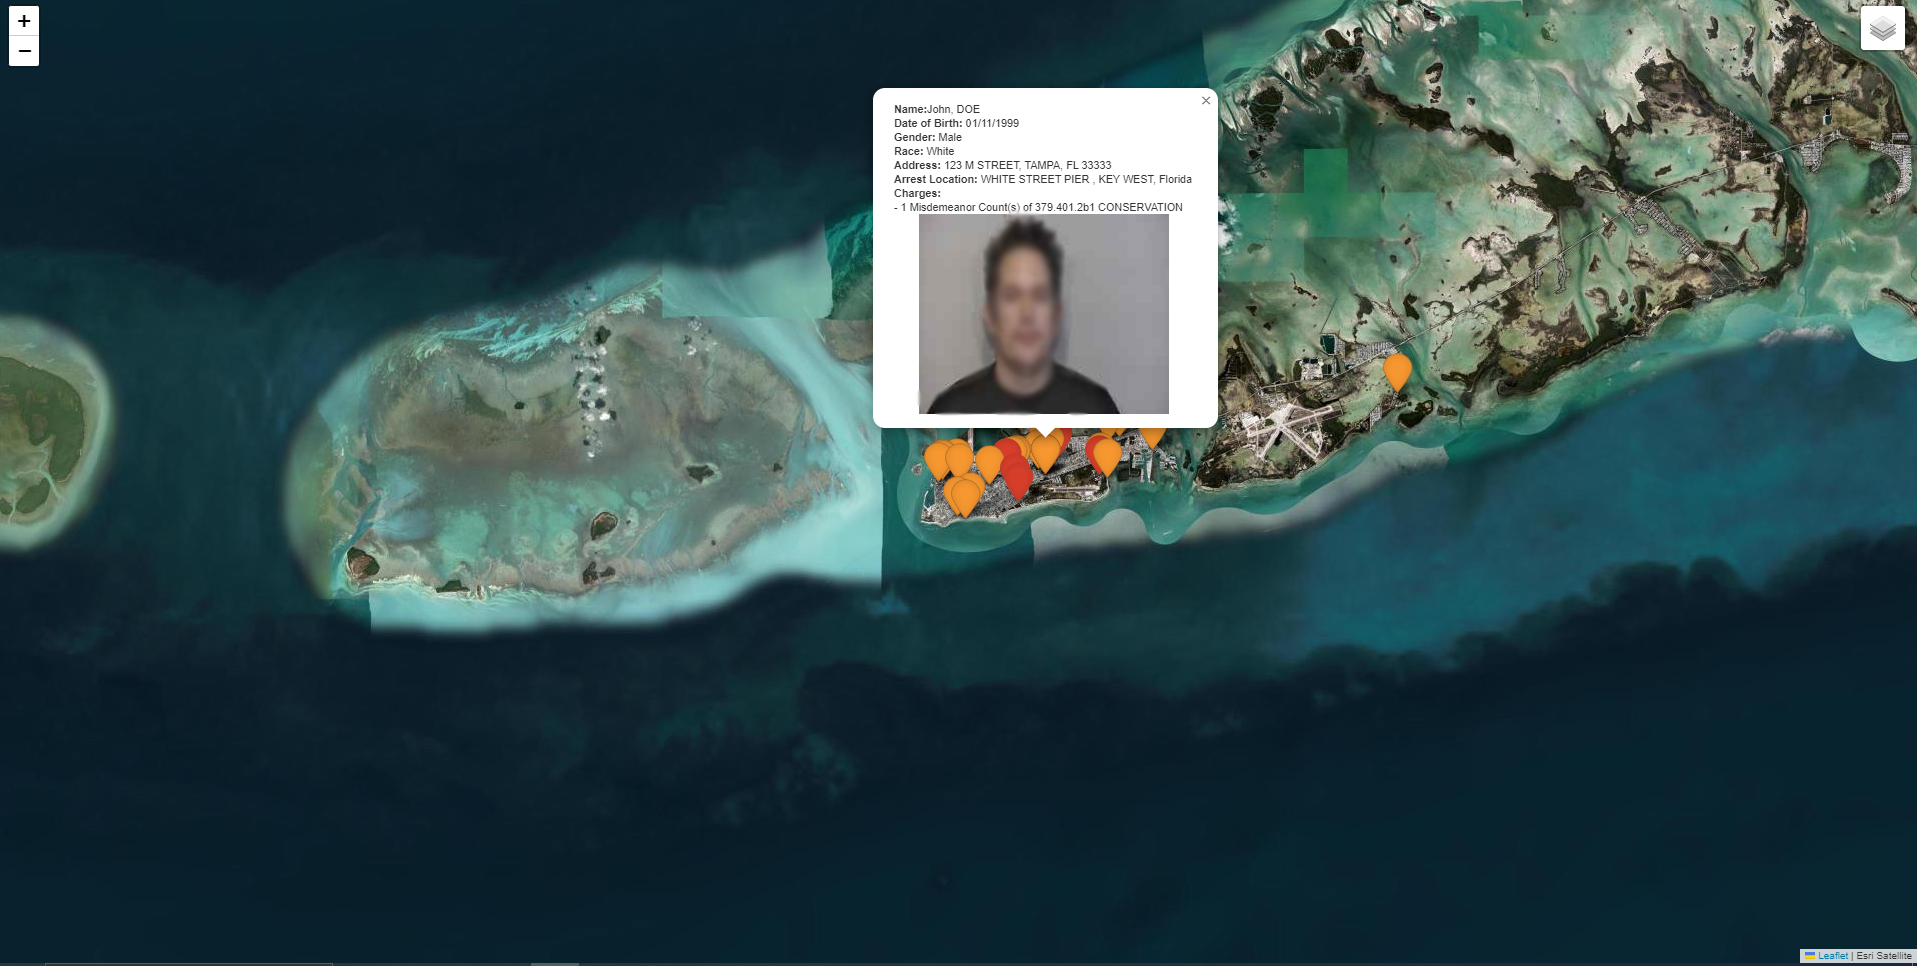 +
−
Name:John, DOE
Date of Birth: 01/11/1999
Gender: Male
Race: White
Address: 123 M STREET, TAMPA, FL 33333
Arrest Location: WHITE STREET PIER , KEY WEST, Florida
Charges:
- 1 Misdemeanor Count(s) of 379.401.2b1 CONSERVATION
Leaflet | Esri Satellite